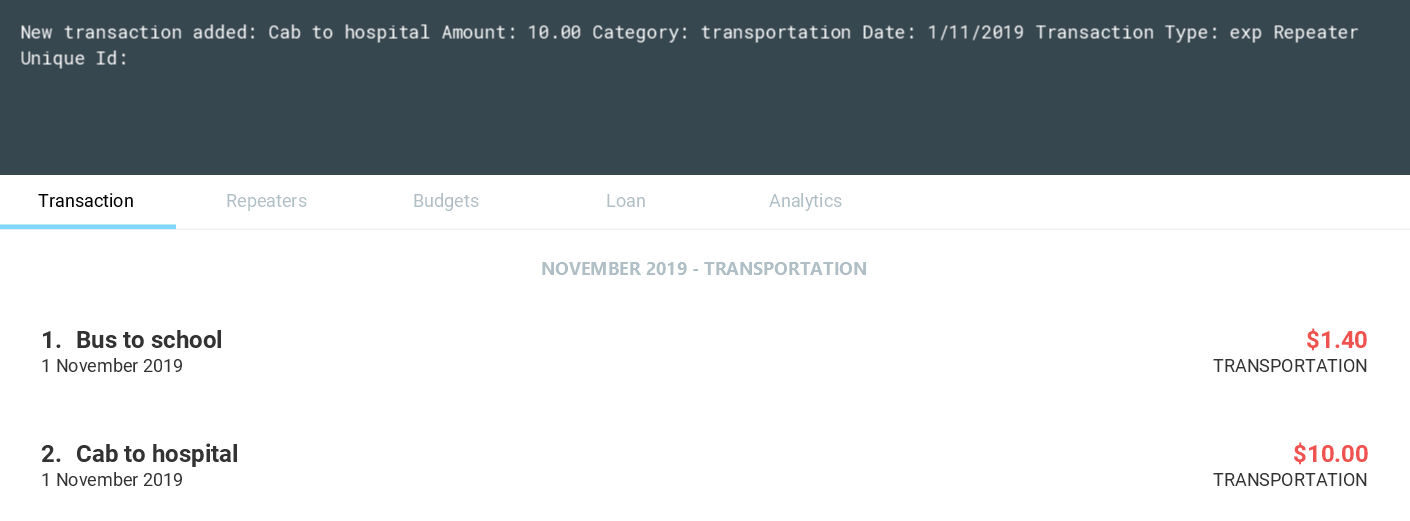 New transaction added: Cab to hospital Amount: 10.00 Category: transportation Date: 1/11/2019 Transaction Type: exp Repeater
Unique Id:
Transaction Repeaters Budgets Loan Analytics
NOVEMBER 2019 - TRANSPORTATION
1. Bus to school $1.40
1 November 2019 TRANSPORTATION
2. Cab to hospital $10.00
1 November 2019 TRANSPORTATION